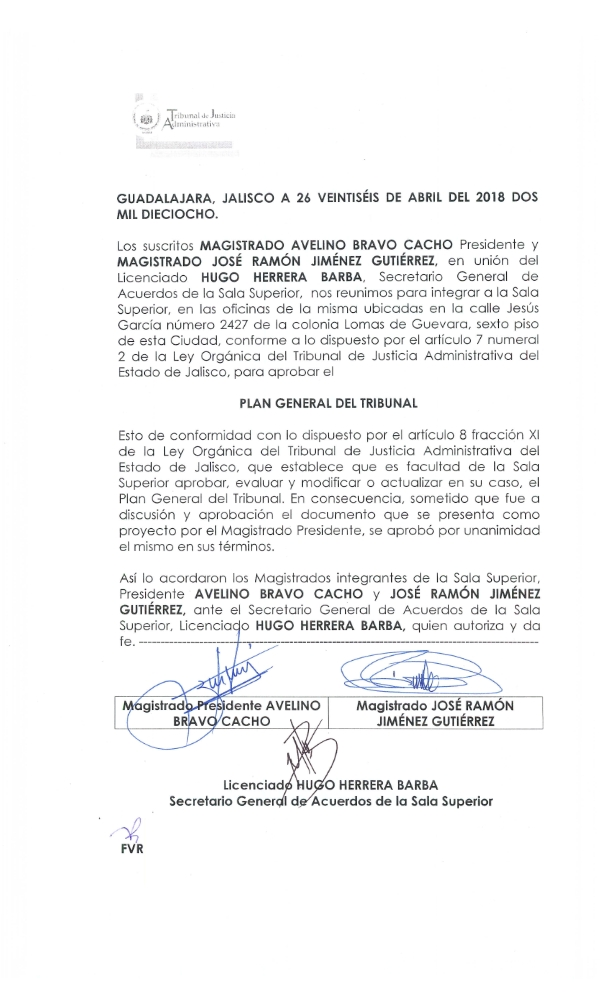 Tribunal de Justicia
Administrativa
GUADALAJARA, JALISCO A 26 VEINTISÉIS DE ABRIL DEL 2018 DOS
MIL DIECIOCHO.
Los suscritos MAGISTRADO AVELINO BRAVO CACHO Presidente y
MAGISTRADO JOSÉ RAMÓN JIMÉNEZ GUTIÉRREZ, en unión del
Licenciado HUGO HERRERA BARBA, Secretario General de
Acuerdos de la Sala Superior, nos reunimos para integrar a la Sala
Superior, en las oficinas de la misma ubicadas en la calle Jesús
García número 2427 de la colonia Lomas de Guevara, sexto piso
de esta Ciudad, conforme a lo dispuesto por el artículo 7 numeral
2 de la Ley Orgánica del Tribunal de Justicia Administrativa del
Estado de Jalisco, para aprobar el
PLAN GENERAL DEL TRIBUNAL
Esto de conformidad con lo dispuesto por el artículo 8 fracción XI
de la Ley Orgánica del Tribunal de Justicia Administrativa del
Estado de Jalisco, que establece que es facultad de la Sala
Superior aprobar, evaluar y modificar o actualizar en su caso, el
Plan General del Tribunal. En consecuencia, sometido que fue a
discusión y aprobación el documento que se presenta como
proyecto por el Magistrado Presidente, se aprobó por unanimidad
el mismo en sus términos.
Así lo acordaron los Magistrados integrantes de la Sala Superior,
Presidente AVELINO BRAVO CACHO y JOSÉ RAMÓN JIMÉNEZ
GUTIÉRREZ, ante el Secretario General de Acuerdos de la Sala
Superior, Licenciado HUGO HERRERA BARBA, quien autoriza y da
fe. ----------------------------------------------------------------------
Magistrado Presidente AVELINO
BRAVO CACHO
Magistrado JOSÉ RAMÓN
JIMÉNEZ GUTIÉRREZ
Licenciado HUGO HERRERA BARBA
Secretario General de Acuerdos de la Sala Superior
FVR